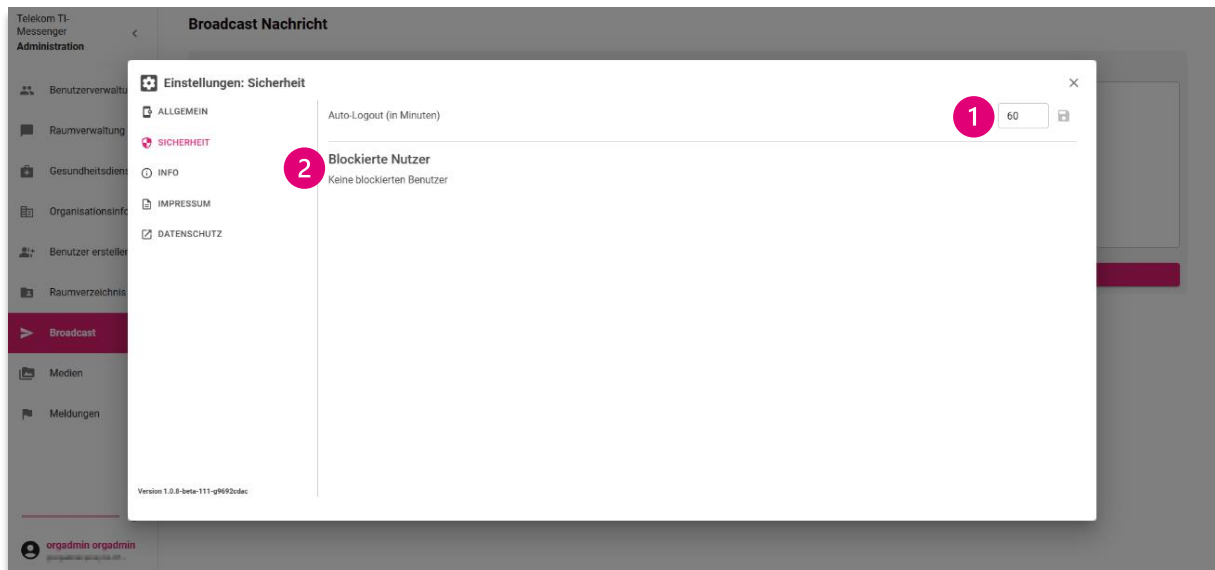 Telekom TI-
Messenger
Administration
Broadcast Nachricht
Benutzerverwaltu
Raumverwaltung
Gesundheitsdiens
Organisationsinfo
Benutzer ersteller
Raumverzeichnis
Broadcast
Medien
Meldungen
orgadmin orgadmin
Einstellungen: Sicherheit
ALLGEMEIN
SICHERHEIT
INFO
IMPRESSUM
DATENSCHUTZ
Version 1.0.8-beta-111-g9692cdac
Auto-Logout (in Minuten)
1
60
2
Blockierte Nutzer
Keine blockierten Benutzer